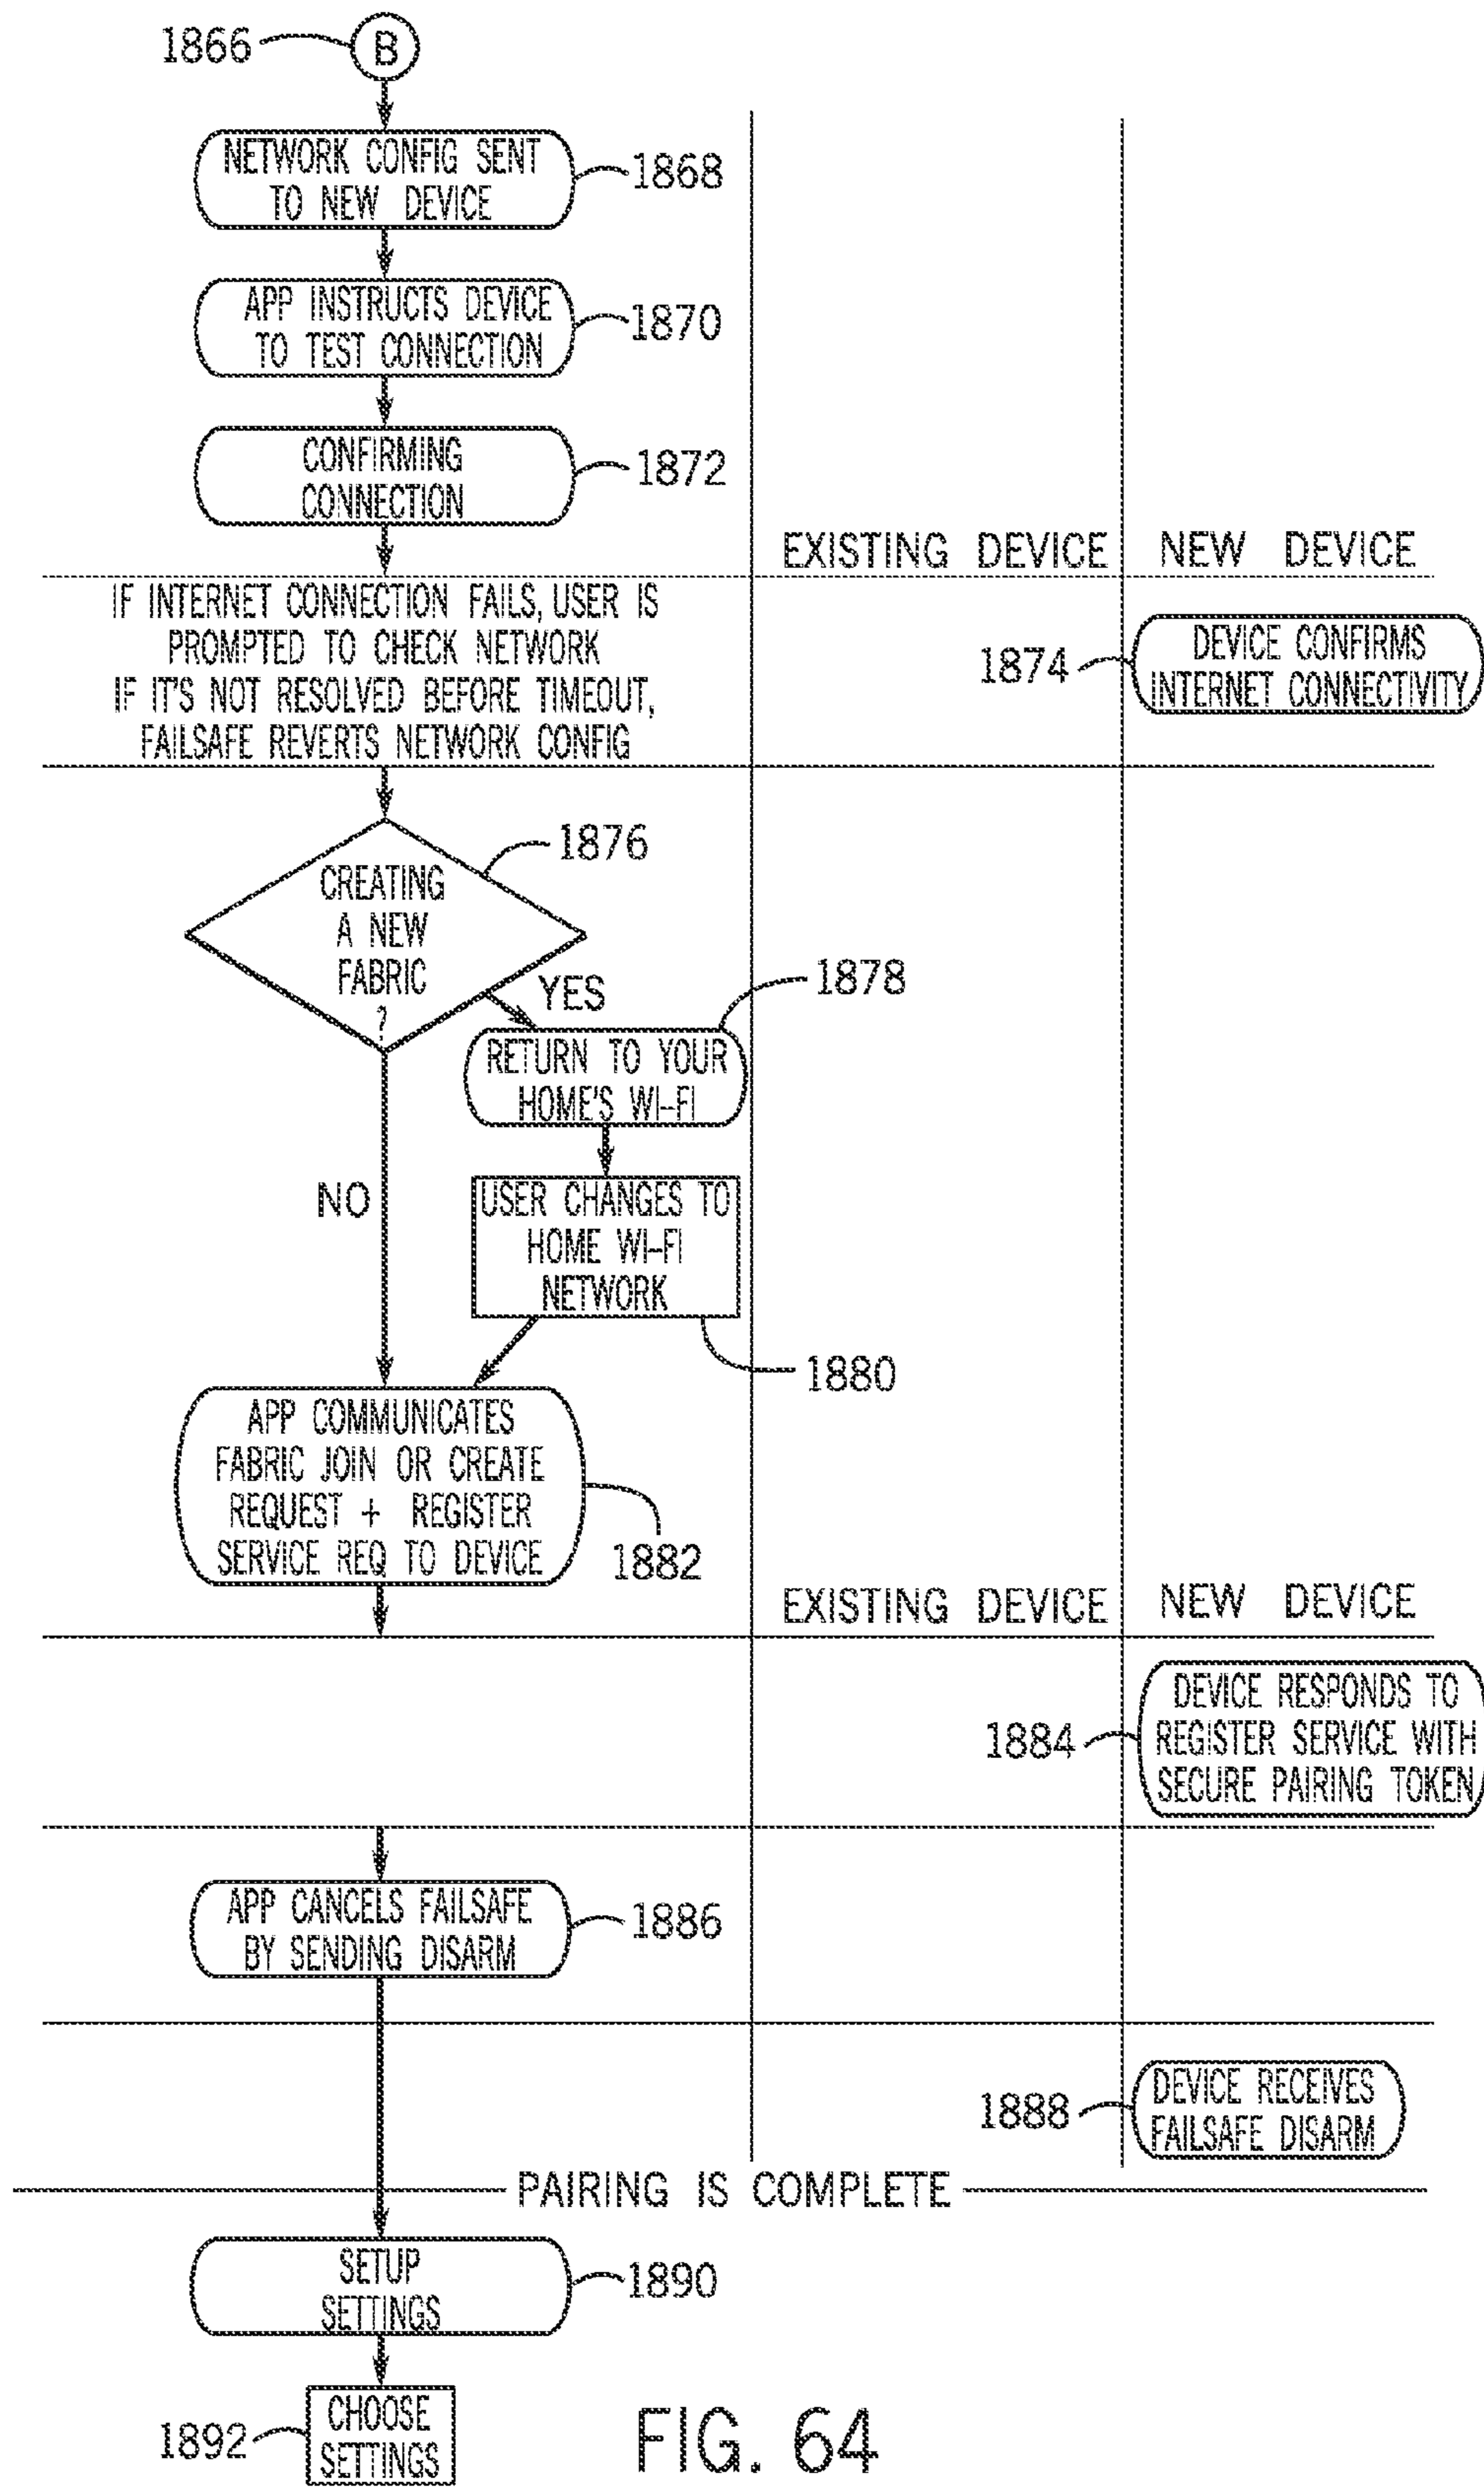 1866
B
NETWORK CONFIG SENT
TO NEW DEVICE
1868
APP INSTRUCTS DEVICE
TO TEST CONNECTION
1870
CONFIRMING
CONNECTION
1872
EXISTING DEVICE
NEW DEVICE
IF INTERNET CONNECTION FAILS, USER IS
PROMPTED TO CHECK NETWORK
IF IT'S NOT RESOLVED BEFORE TIMEOUT,
FAILSAFE REVERTS NETWORK CONFIG
1874
DEVICE CONFIRMS
INTERNET CONNECTIVITY
1876
CREATING
A NEW
FABRIC
?
YES
1878
RETURN TO YOUR
HOME'S WI-FI
NO
USER CHANGES TO
HOME WI-FI
NETWORK
1880
APP COMMUNICATES
FABRIC JOIN OR CREATE
REQUEST + REGISTER
SERVICE REQ TO DEVICE
1882
EXISTING DEVICE
NEW DEVICE
1884
DEVICE RESPONDS TO
REGISTER SERVICE WITH
SECURE PAIRING TOKEN
APP CANCELS FAILSAFE
BY SENDING DISARM
1886
1888
DEVICE RECEIVES
FAILSAFE DISARM
PAIRING IS COMPLETE
SETUP
SETTINGS
1890
1892
CHOOSE
SETTINGS
FIG. 64